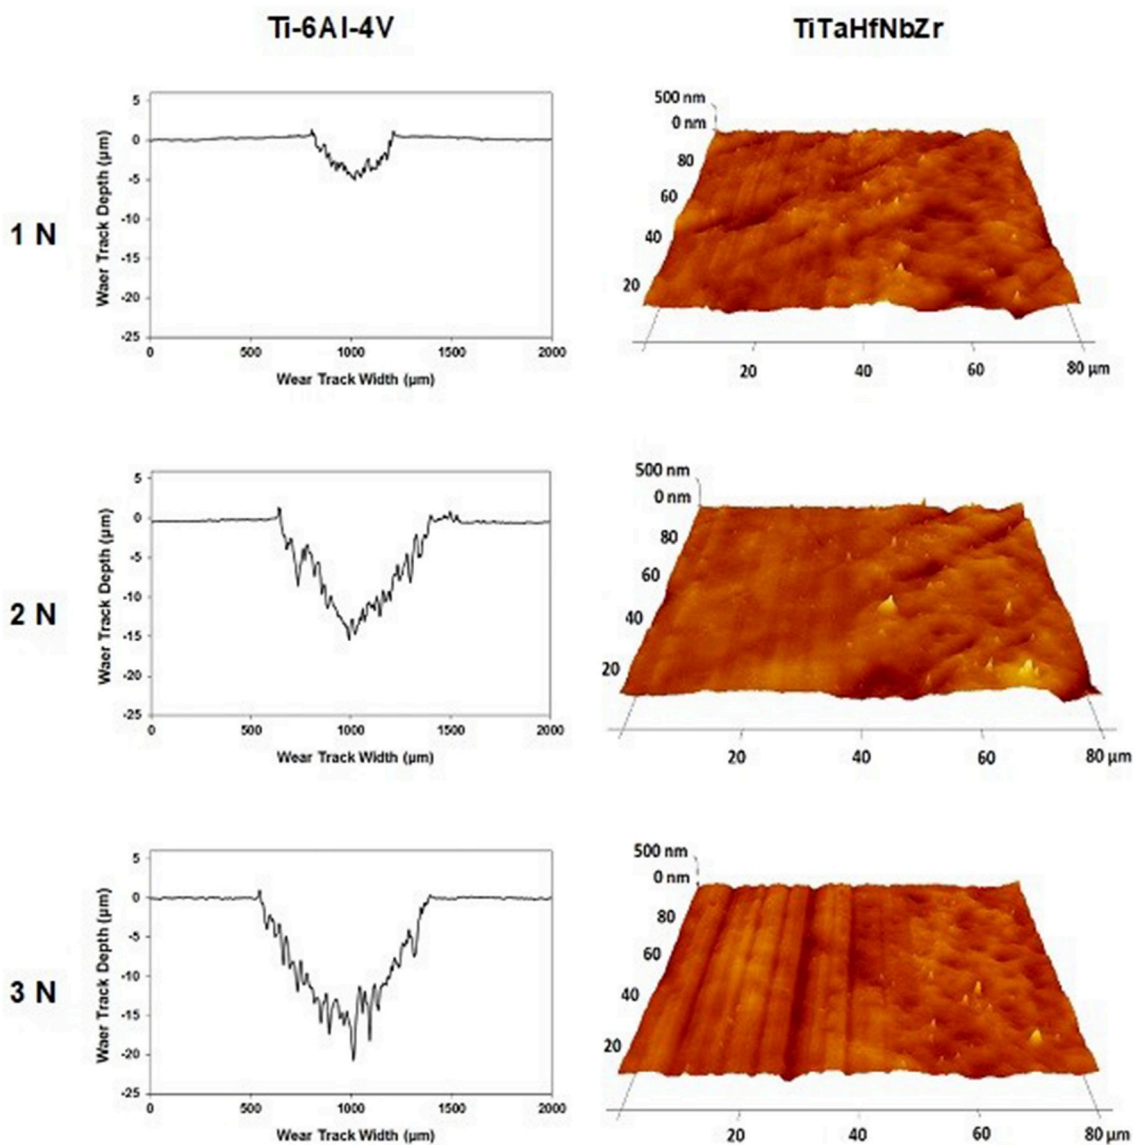 Ti-6Al-4V
TiTaHfNbZr
1 N
5
0
-5
-10
-15
-20
-25
Waer Track Depth (µm)
0 500 1000 1500 2000
Wear Track Width (µm)
500 nm
0 nm
80
60
40
20
20 40 60 80 µm
2 N
5
0
-5
-10
-15
-20
-25
Waer Track Depth (µm)
0 500 1000 1500 2000
Wear Track Width (µm)
500 nm
0 nm
80
60
40
20
20 40 60 80 µm
3 N
5
0
-5
-10
-15
-20
-25
Waer Track Depth (µm)
0 500 1000 1500 2000
Wear Track Width (µm)
500 nm
0 nm
80
60
40
20
20 40 60 80 µm